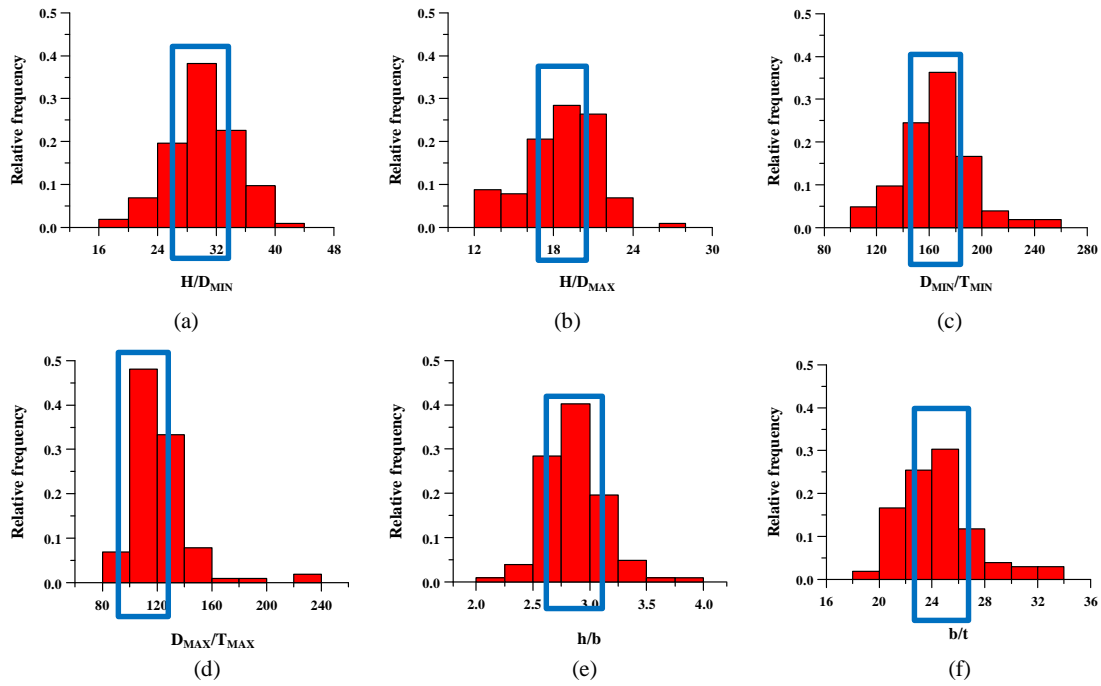 Relative frequency
0.5
0.4
0.3
0.2
0.1
0.0
16 24 32 40 48
H/D_MIN
(a)
Relative frequency
0.5
0.4
0.3
0.2
0.1
0.0
12 18 24 30
H/D_MAX
(b)
Relative frequency
0.5
0.4
0.3
0.2
0.1
0.0
80 120 160 200 240 280
D_MIN/T_MIN
(c)
Relative frequency
0.5
0.4
0.3
0.2
0.1
0.0
80 120 160 200 240
D_MAX/T_MAX
(d)
Relative frequency
0.5
0.4
0.3
0.2
0.1
0.0
2.0 2.5 3.0 3.5 4.0
h/b
(e)
Relative frequency
0.5
0.4
0.3
0.2
0.1
0.0
16 20 24 28 32 36
b/t
(f)